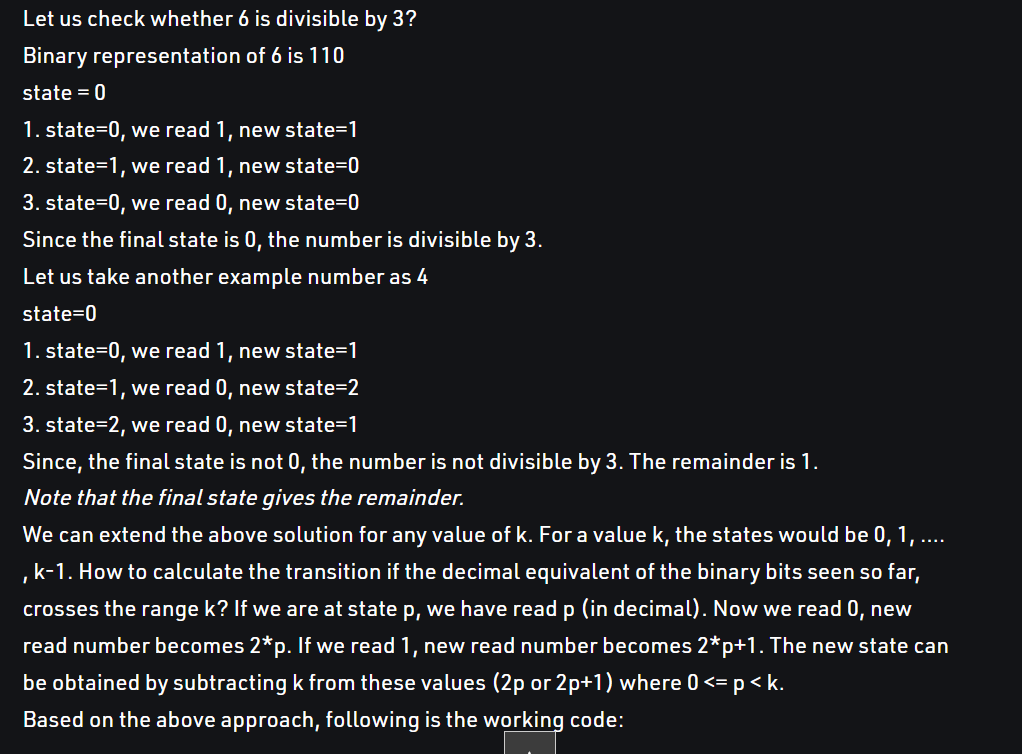 Let us check whether 6 is divisible by 3?
Binary representation of 6 is 110
state = 0
1. state=0, we read 1, new state=1
2. state=1, we read 1, new state=0
3. state=0, we read 0, new state=0
Since the final state is 0, the number is divisible by 3.
Let us take another example number as 4
state=0
1. state=0, we read 1, new state=1
2. state=1, we read 0, new state=2
3. state=2, we read 0, new state=1
Since, the final state is not 0, the number is not divisible by 3. The remainder is 1.
Note that the final state gives the remainder.
We can extend the above solution for any value of k. For a value k, the states would be 0, 1, ....
, k-1. How to calculate the transition if the decimal equivalent of the binary bits seen so far,
crosses the range k? If we are at state p, we have read p (in decimal). Now we read 0, new
read number becomes 2*p. If we read 1, new read number becomes 2*p+1. The new state can
be obtained by subtracting k from these values (2p or 2p+1) where 0 <= p < k.
Based on the above approach, following is the working code: